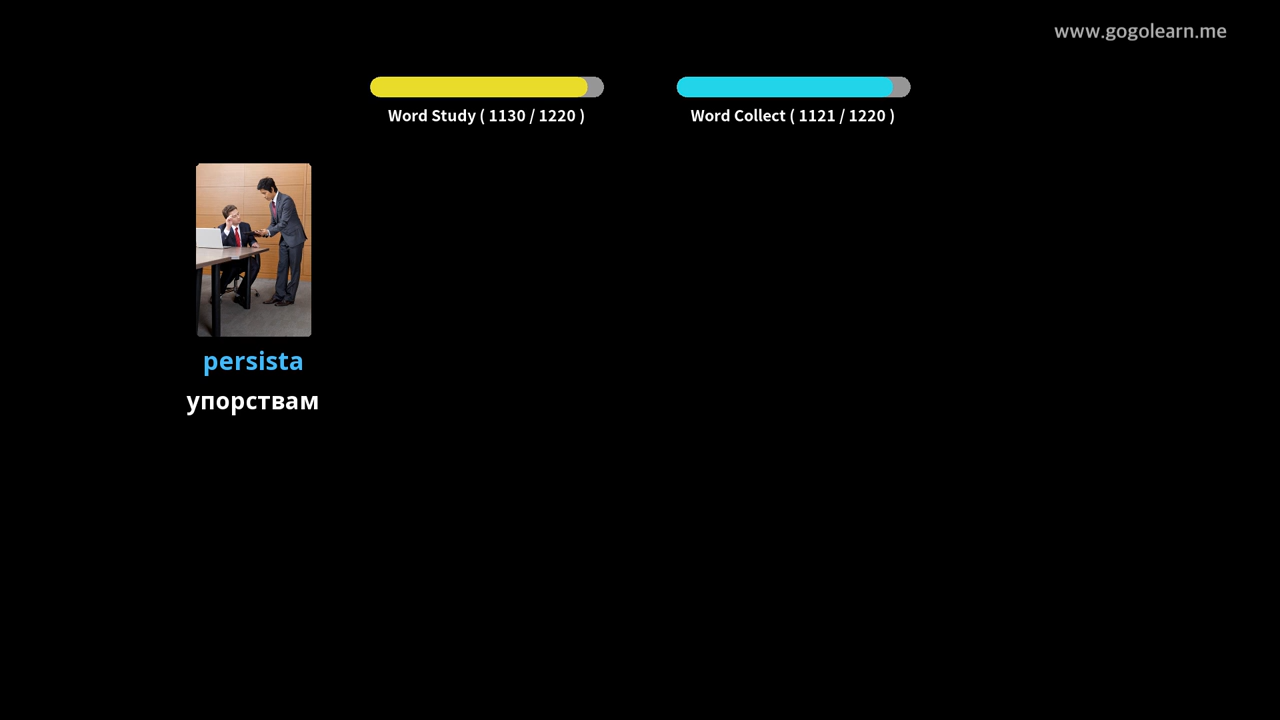 www.gogolearn.me
Word Study ( 1130 / 1220 )
Word Collect ( 1121 / 1220 )
persista
упорствам